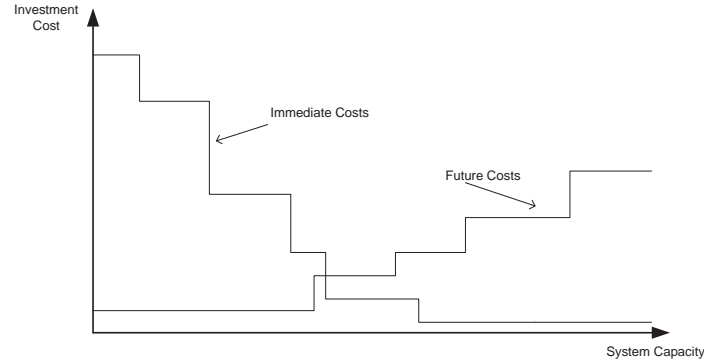 Investment
Cost
Immediate Costs
Future Costs
System Capacity